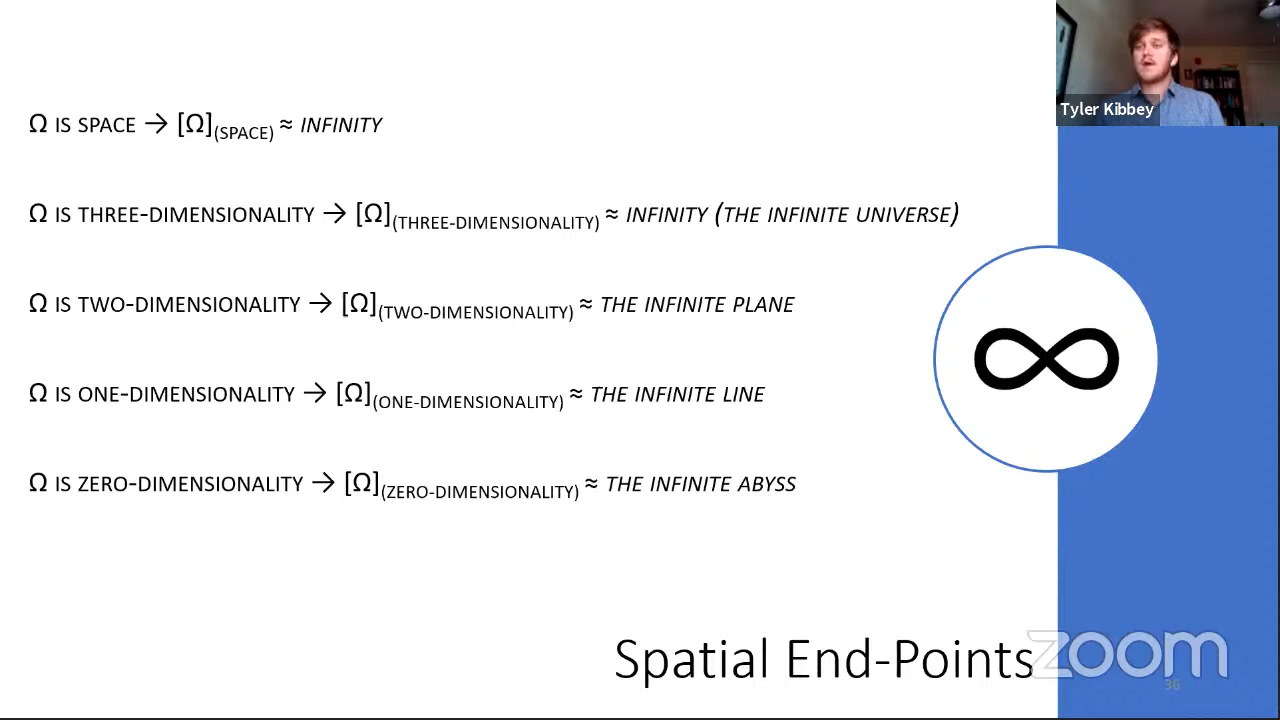 Ω IS SPACE → [Ω](SPACE) ≈ INFINITY
Tyler Kibbey
Ω IS THREE-DIMENSIONALITY → [Ω](THREE-DIMENSIONALITY) ≈ INFINITY (THE INFINITE UNIVERSE)
Ω IS TWO-DIMENSIONALITY → [Ω](TWO-DIMENSIONALITY) ≈ THE INFINITE PLANE
∞
Ω IS ONE-DIMENSIONALITY → [Ω](ONE-DIMENSIONALITY) ≈ THE INFINITE LINE
Ω IS ZERO-DIMENSIONALITY → [Ω](ZERO-DIMENSIONALITY) ≈ THE INFINITE ABYSS
Spatial End-Points
zoom
36